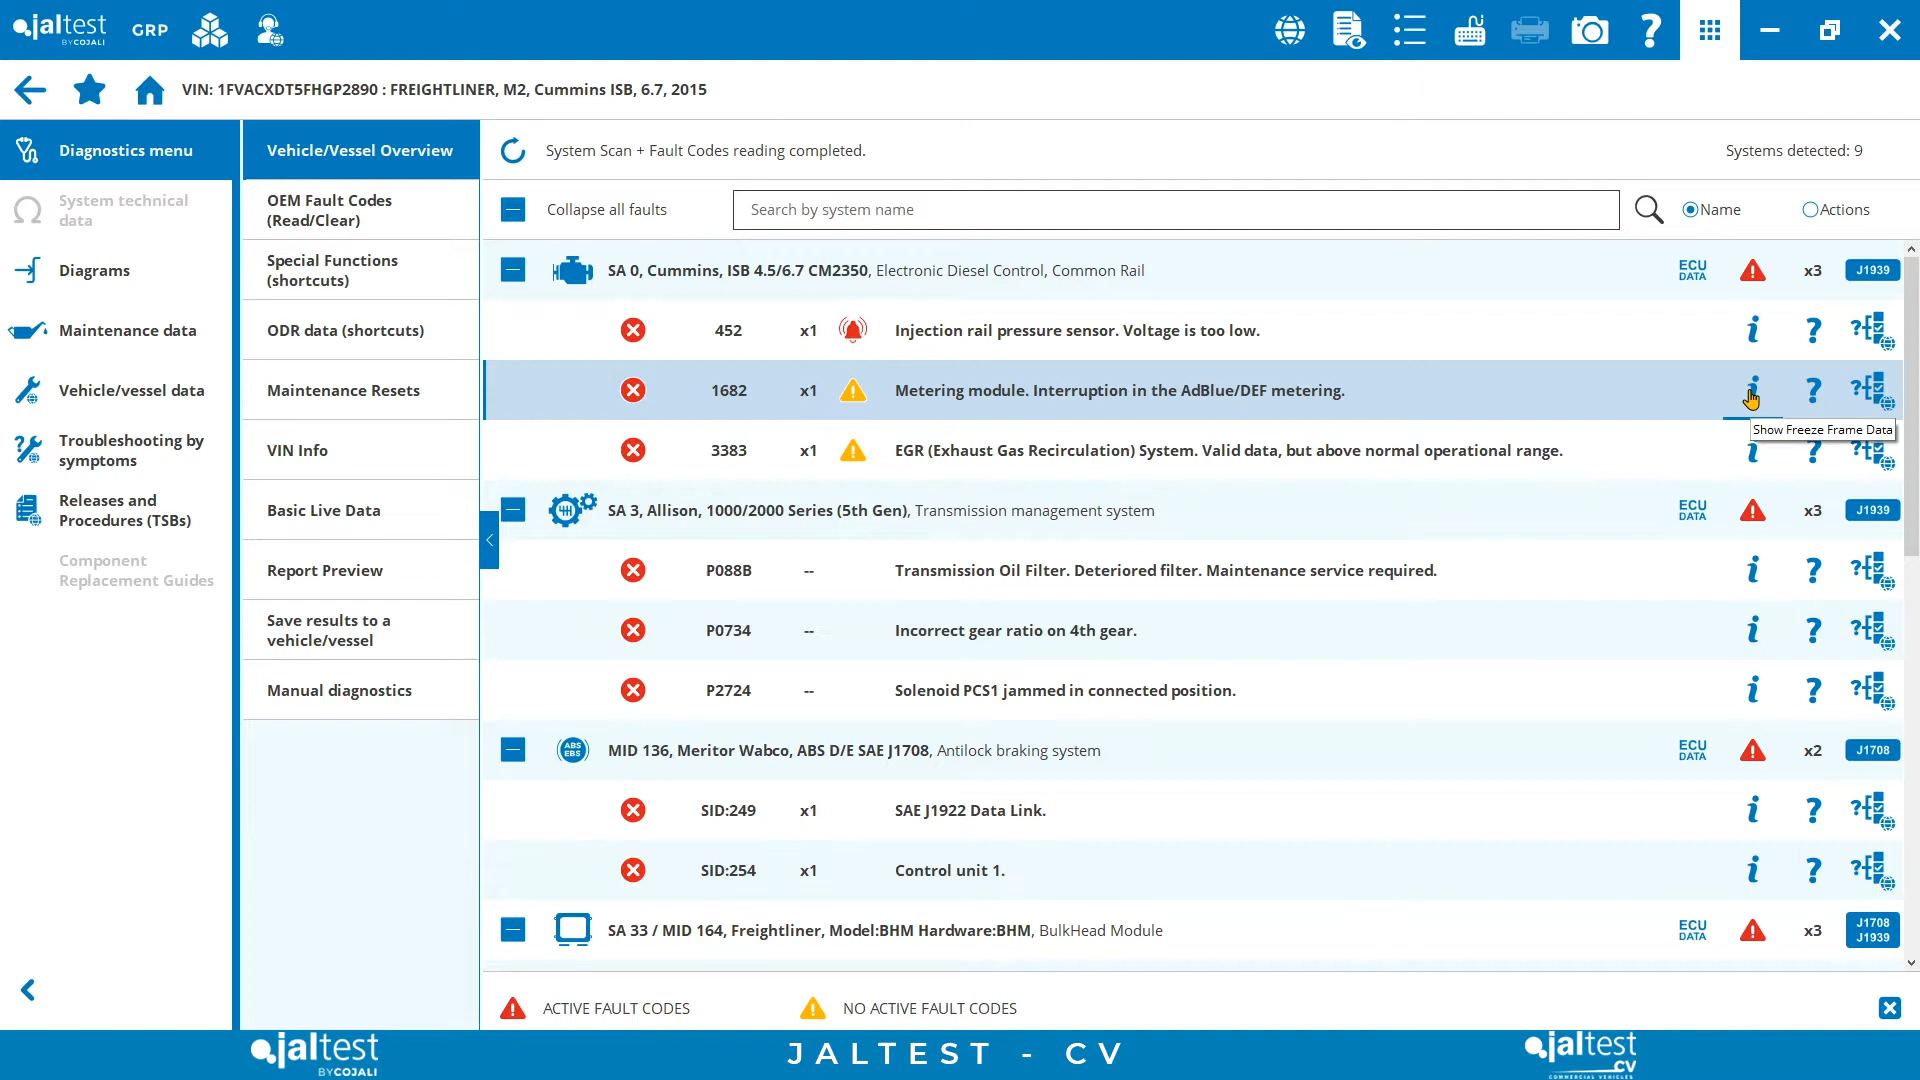 jaltest
BY COJALI
GRP
VIN: 1FVACXDT5FHGP2890 : FREIGHTLINER, M2, Cummins ISB, 6.7, 2015
Diagnostics menu
System technical
data
Diagrams
Maintenance data
Vehicle/vessel data
Troubleshooting by
symptoms
Releases and
Procedures (TSBs)
Component
Replacement Guides
Vehicle/Vessel Overview
OEM Fault Codes
(Read/Clear)
Special Functions
(shortcuts)
ODR data (shortcuts)
Maintenance Resets
VIN Info
Basic Live Data
Report Preview
Save results to a
vehicle/vessel
Manual diagnostics
System Scan + Fault Codes reading completed.
Systems detected: 9
Collapse all faults
Search by system name
Name
Actions
SA 0, Cummins, ISB 4.5/6.7 CM2350, Electronic Diesel Control, Common Rail
ECU
DATA
x3
J1939
452 x1 Injection rail pressure sensor. Voltage is too low.
1682 x1 Metering module. Interruption in the AdBlue/DEF metering.
Show Freeze Frame Data
3383 x1 EGR (Exhaust Gas Recirculation) System. Valid data, but above normal operational range.
SA 3, Allison, 1000/2000 Series (5th Gen), Transmission management system
ECU
DATA
x3
J1939
P088B -- Transmission Oil Filter. Deteriorated filter. Maintenance service required.
P0734 -- Incorrect gear ratio on 4th gear.
P2724 -- Solenoid PCS1 jammed in connected position.
ABS
EBS
MID 136, Meritor Wabco, ABS D/E SAE J1708, Antilock braking system
ECU
DATA
x2
J1708
SID:249 x1 SAE J1922 Data Link.
SID:254 x1 Control unit 1.
SA 33 / MID 164, Freightliner, Model:BHM Hardware:BHM, BulkHead Module
ECU
DATA
x3
J1708
J1939
ACTIVE FAULT CODES
NO ACTIVE FAULT CODES
jaltest
BY COJALI
JALTEST - CV
jaltest
CV
COMMERCIAL VEHICLES